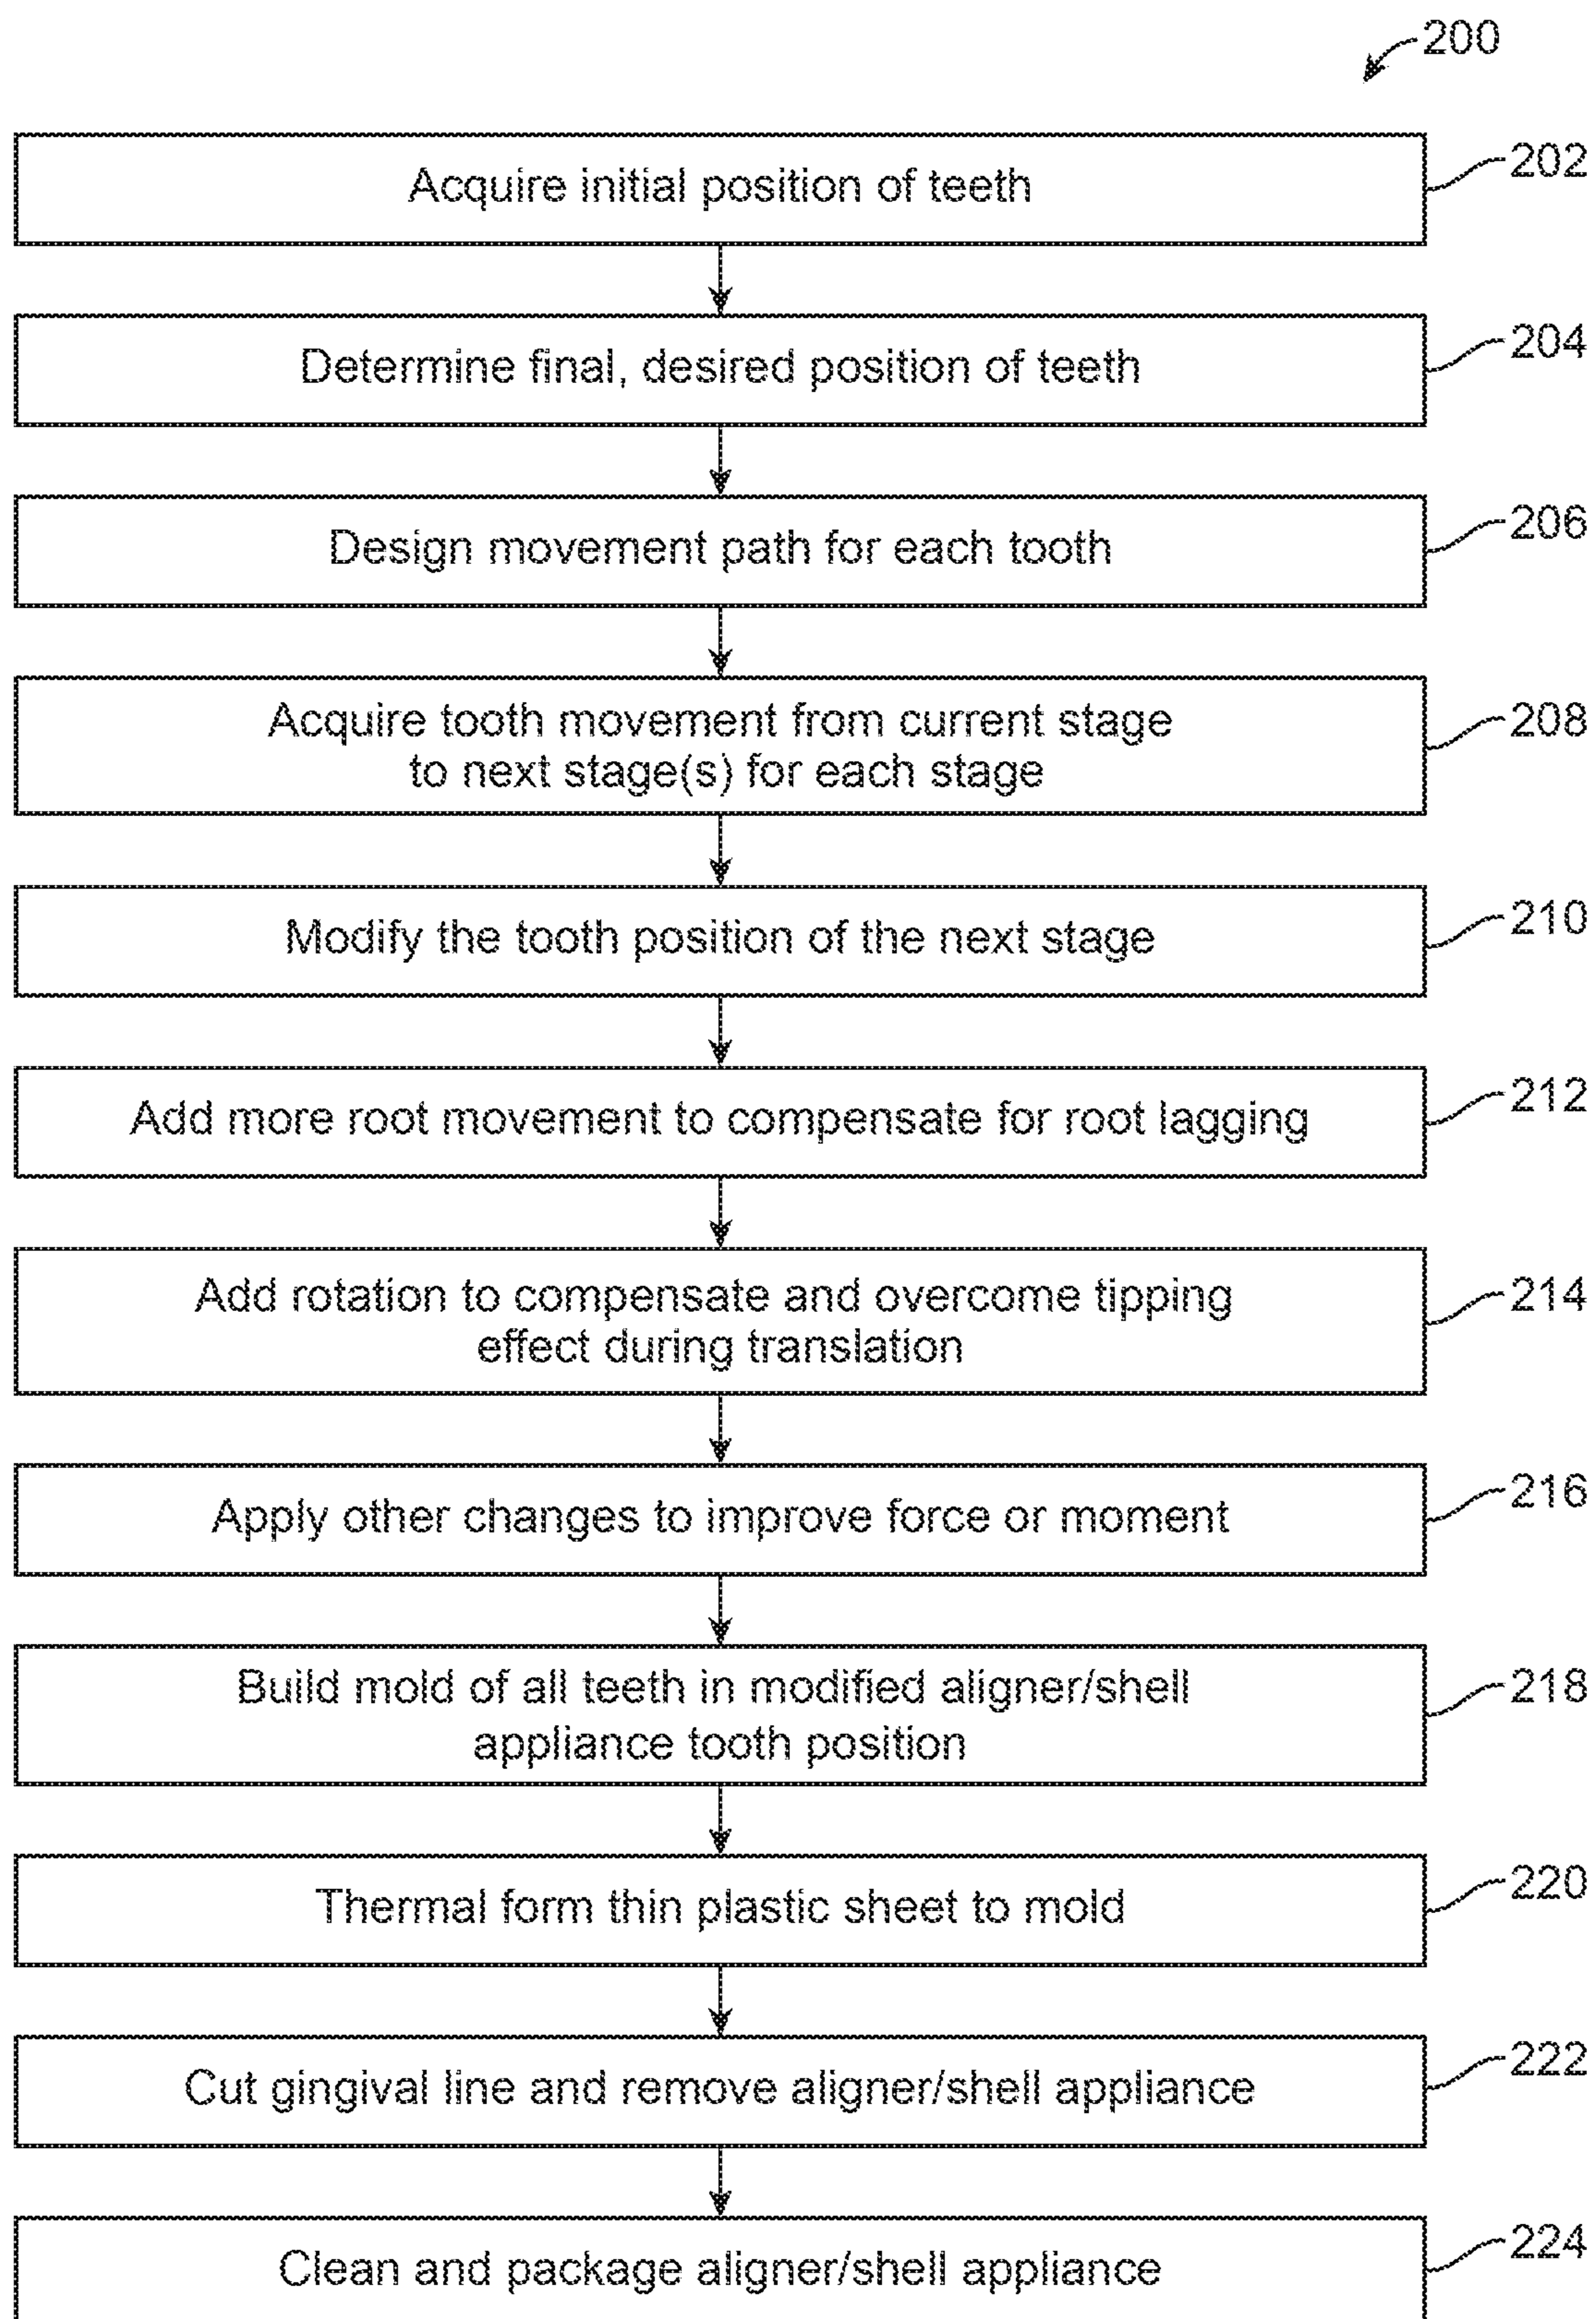 200
Acquire initial position of teeth
202
Determine final, desired position of teeth
204
Design movement path for each tooth
206
Acquire tooth movement from current stage
to next stage(s) for each stage
208
Modify the tooth position of the next stage
210
Add more root movement to compensate for root lagging
212
Add rotation to compensate and overcome tipping
effect during translation
214
Apply other changes to improve force or moment
216
Build mold of all teeth in modified aligner/shell
appliance tooth position
218
Thermal form thin plastic sheet to mold
220
Cut gingival line and remove aligner/shell appliance
222
Clean and package aligner/shell appliance
224